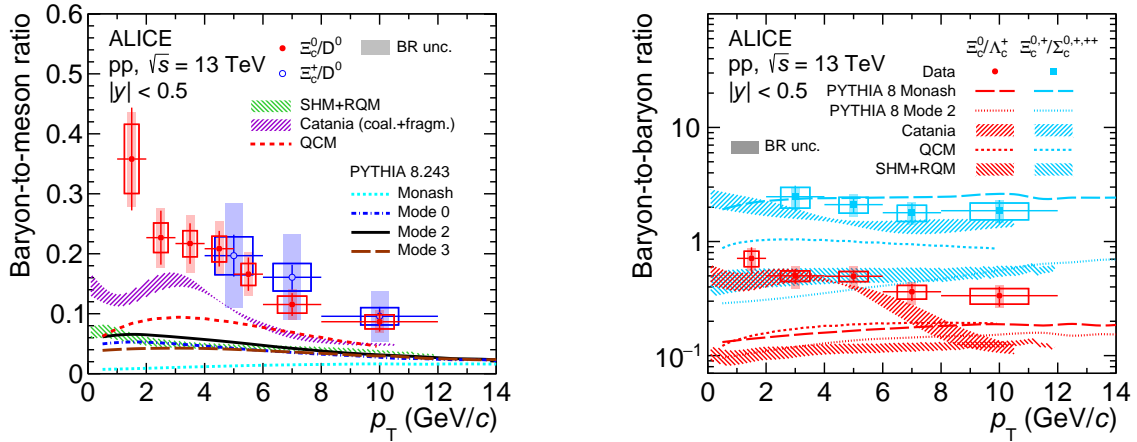 Baryon-to-meson ratio
0.6
0.5
0.4
0.3
0.2
0.1
0
ALICE
pp, √s = 13 TeV
|y| < 0.5
Ξc0/D0
Ξc+/D0
BR unc.
SHM+RQM
Catania (coal.+fragm.)
QCM
PYTHIA 8.243
Monash
Mode 0
Mode 2
Mode 3
0 2 4 6 8 10 12 14
pT (GeV/c)
Baryon-to-baryon ratio
10
1
10−1
ALICE
pp, √s = 13 TeV
|y| < 0.5
BR unc.
Ξc0/Λc+ Ξc0,+/Σc0,+,++
Data
PYTHIA 8 Monash
PYTHIA 8 Mode 2
Catania
QCM
SHM+RQM
0 2 4 6 8 10 12 14
pT (GeV/c)